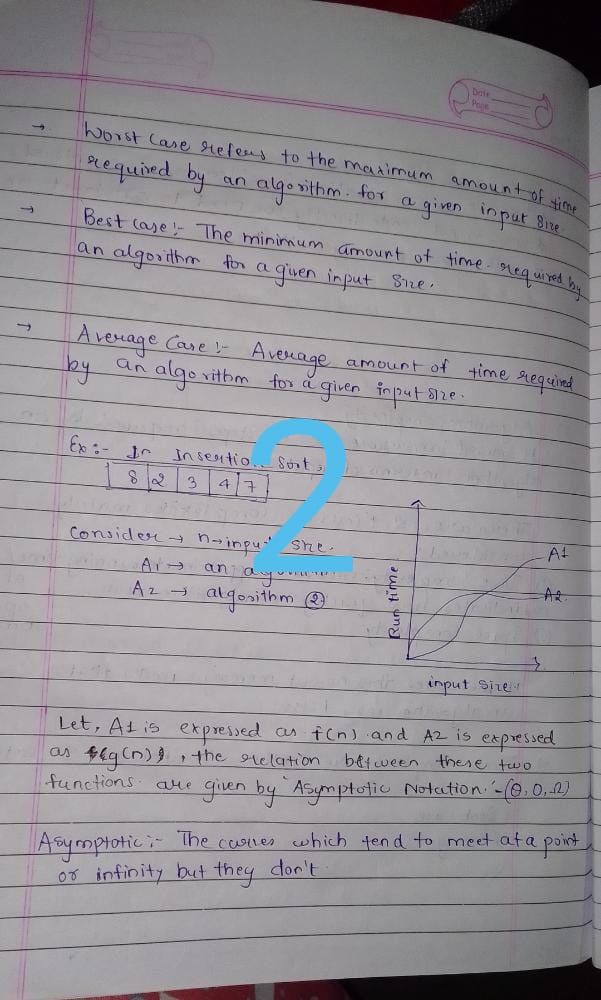 Date
Page
→ Worst case refers to the maximum amount of time
required by an algorithm. for a given input size.
→ Best case :- The minimum amount of time required by
an algorithm for a given input size.
→ Average Case :- Average amount of time required
by an algorithm for a given input size.
Ex :- In Insertion Sort,
8 2 3 4 7
2
Consider → n → input size.
A1 → an
A2 → algorithm ②
Run time
A1
A2
input size
Let, A1 is expressed as f(n) and A2 is expressed
as g(n), the relation between these two
functions are given by "Asymptotic Notation" - (θ, O, Ω)
Asymptotic :- The curves which tend to meet at a point
or infinity but they don't